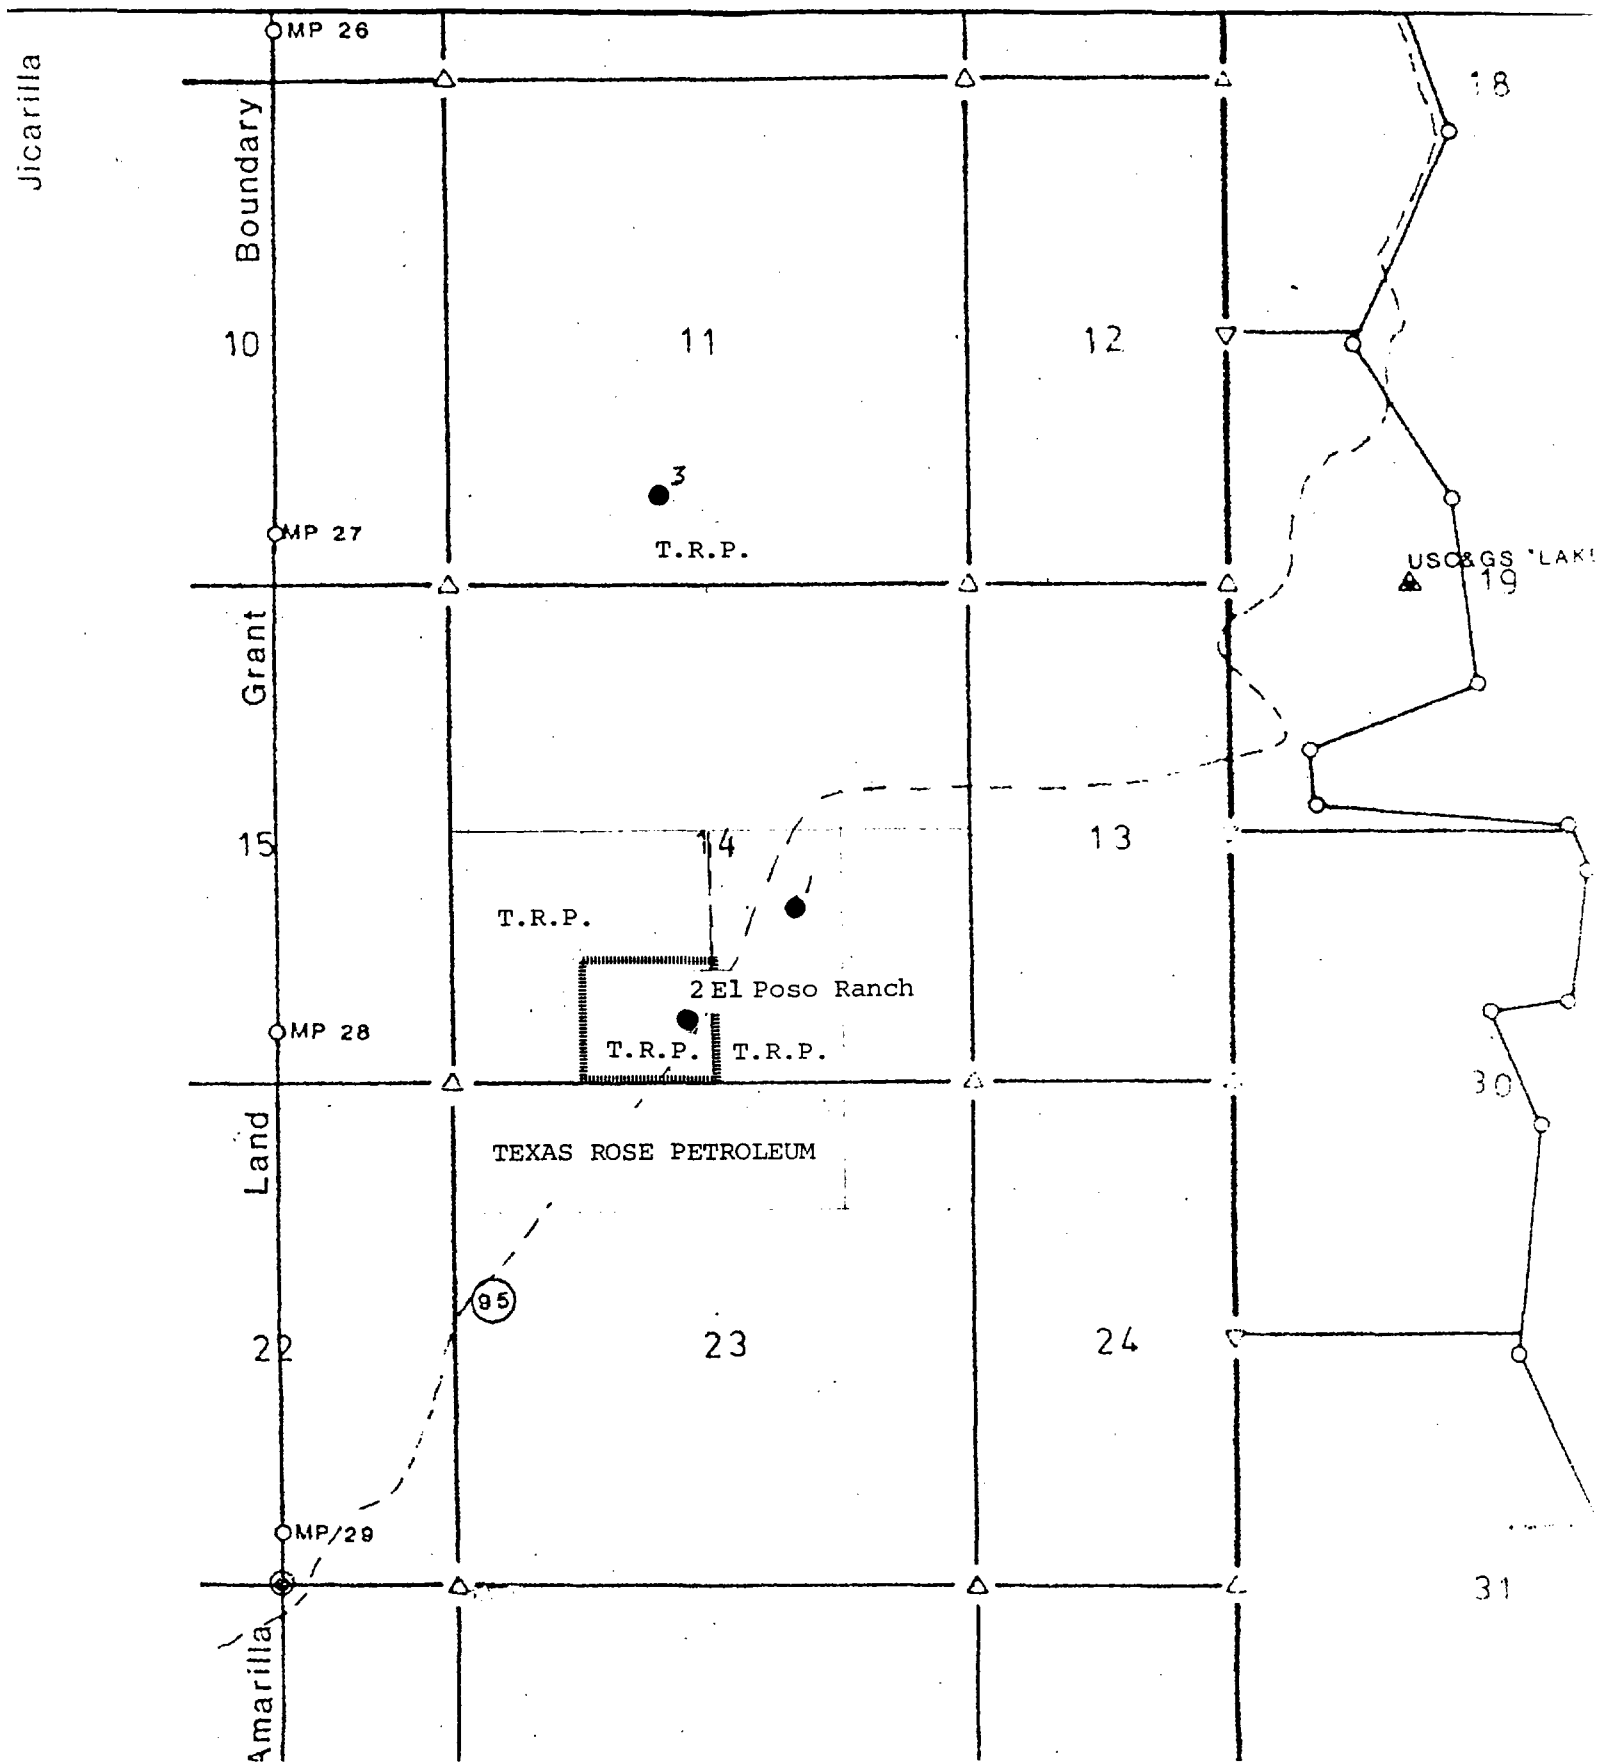 MP 26
Jicarilla
18
Boundary
10
11
12
3
MP 27
T.R.P.
USC&GS "LAKE
19
Grant
15
14
13
T.R.P.
2 El Poso Ranch
MP 28
T.R.P.
T.R.P.
30
Land
TEXAS ROSE PETROLEUM
95
22
23
24
MP/29
31
Amarilla